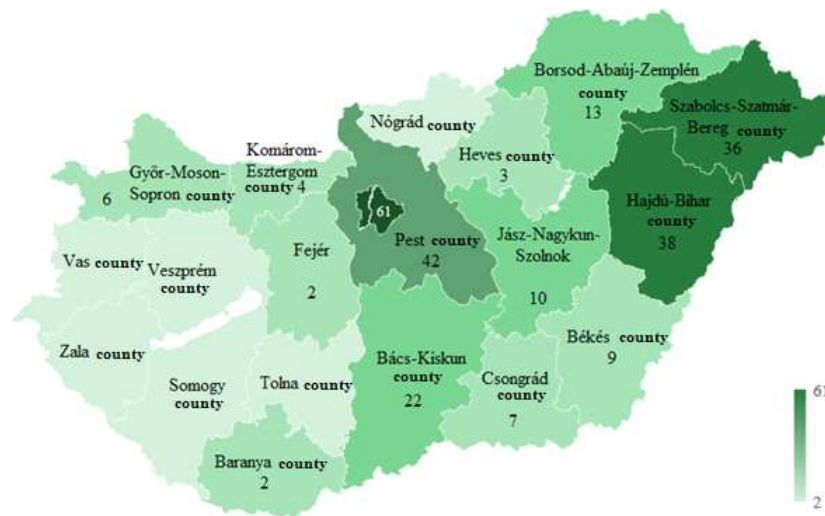 Borsod-Abaúj-Zemplén
county
13
Szabolcs-Szatmár-
Bereg county
36
Nógrád county
Heves county
3
Komárom-
Esztergom
county 4
Győr-Moson-
6 Sopron county
Hajdú-Bihar
county
38
61
Pest county
42
Jász-Nagykun-
Szolnok
10
Fejér
2
Vas county
Veszprém
county
Zala county
Somogy
county
Tolna county
Bács-Kiskun
county
22
Békés county
9
Csongrád
county
7
Baranya county
2
61
2